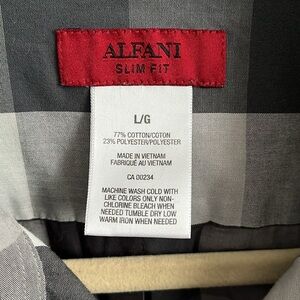 ALFANI
SLIM FIT
L/G
77% COTTON/COTON
23% POLYESTER/POLYESTER
MADE IN VIETNAM
FABRIQUÉ AU VIETNAM
CA 00234
MACHINE WASH COLD WITH
LIKE COLORS ONLY NON-
CHLORINE BLEACH WHEN
NEEDED TUMBLE DRY LOW
WARM IRON WHEN NEEDED